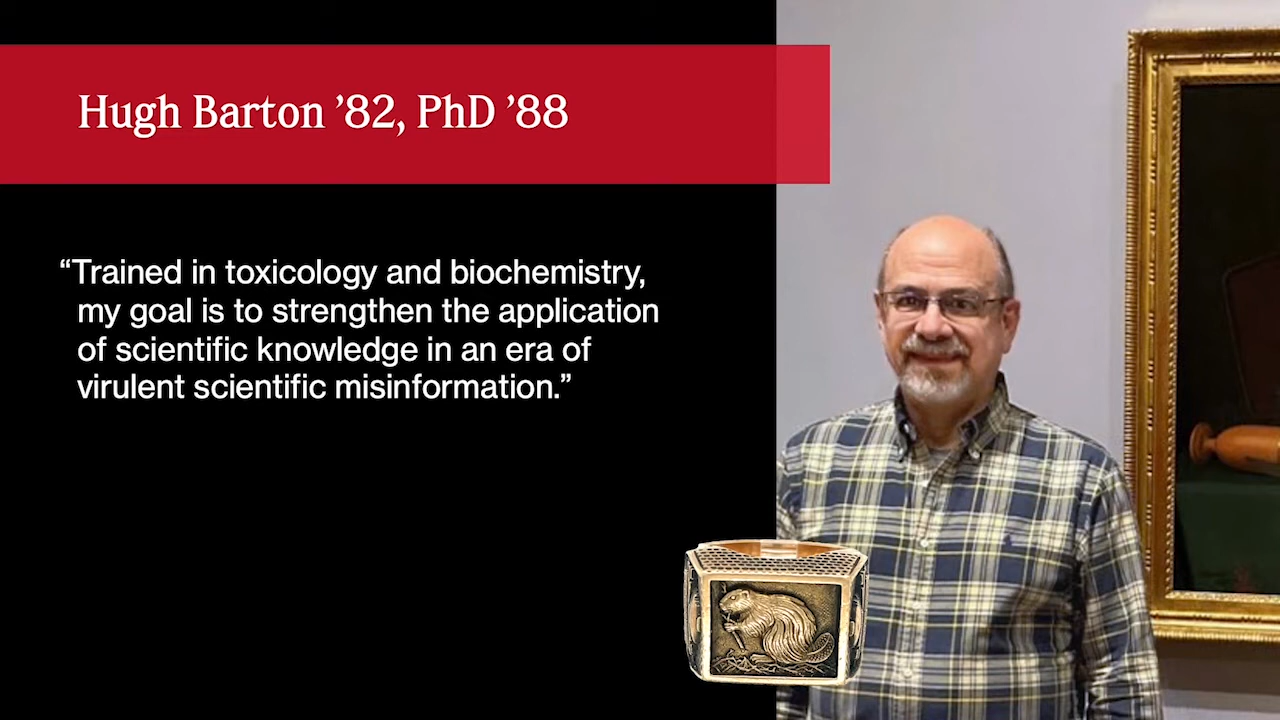 Hugh Barton ’82, PhD ’88
“Trained in toxicology and biochemistry,
my goal is to strengthen the application
of scientific knowledge in an era of
virulent scientific misinformation.”